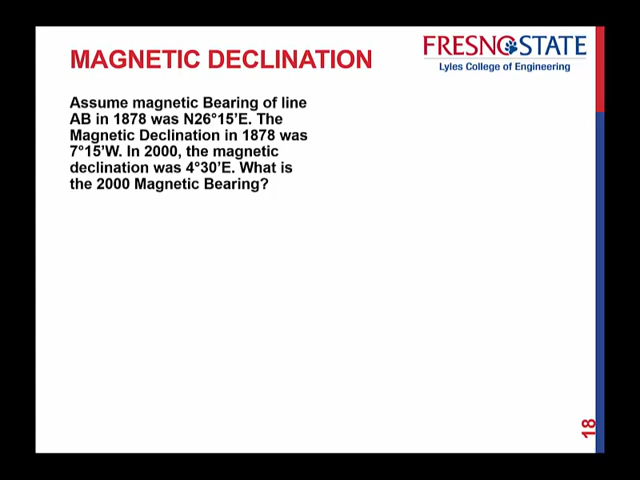 MAGNETIC DECLINATION
FRESNO STATE
Lyles College of Engineering
Assume magnetic Bearing of line
AB in 1878 was N26°15’E. The
Magnetic Declination in 1878 was
7°15’W. In 2000, the magnetic
declination was 4°30’E. What is
the 2000 Magnetic Bearing?
18